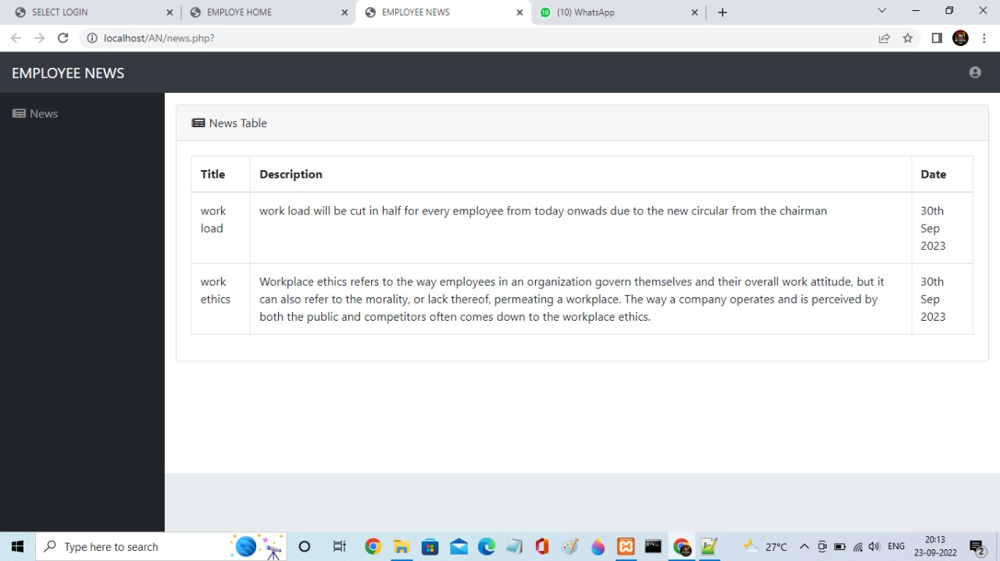 SELECT LOGIN
EMPLOYE HOME
EMPLOYEE NEWS
10
(10) WhatsApp
localhost/AN/news.php?
EMPLOYEE NEWS
News
News Table
Title Description Date
work load will be cut in half for every employee from today onwads due to the new circular from the chairman
work
load
30th
Sep
2023
work
ethics
Workplace ethics refers to the way employees in an organization govern themselves and their overall work attitude, but it
can also refer to the morality, or lack thereof, permeating a workplace. The way a company operates and is perceived by
both the public and competitors often comes down to the workplace ethics.
30th
Sep
2023
Type here to search
27°C
ENG
20:13
23-09-2022
2